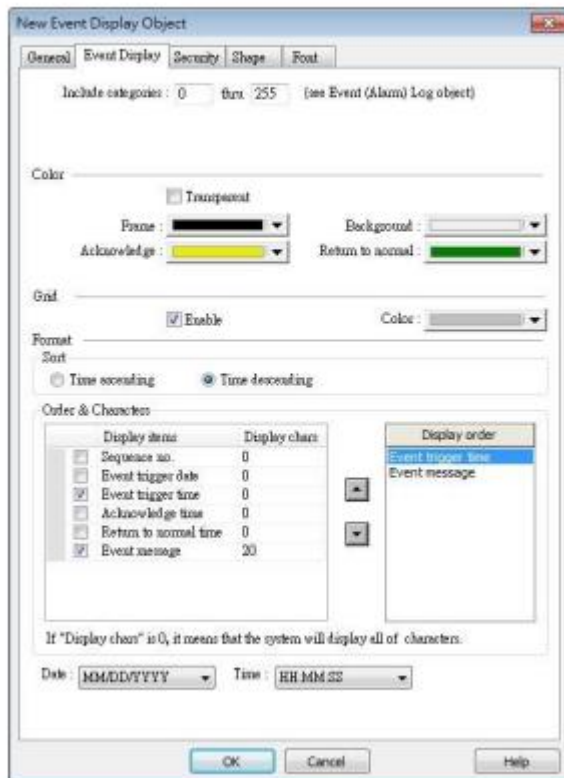 New Event Display Object
General Event Display Security Shape Font
Include categories : 0 thru 255 (see Event (Alarm) Log object)
Color
Transparent
Frame : Background :
Acknowledge : Return to normal :
Grid
Enable Color :
Format
Sort
Time ascending Time descending
Order & Characters
Display items Display chars Display order
Sequence no. 0 Event trigger time
Event trigger date 0 Event message
Event trigger time 0
Acknowledge time 0
Return to normal time 0
Event message 20
If "Display chars" is 0, it means that the system will display all of characters.
Date : MM/DD/YYYY Time : HH:MM:SS
OK Cancel Help